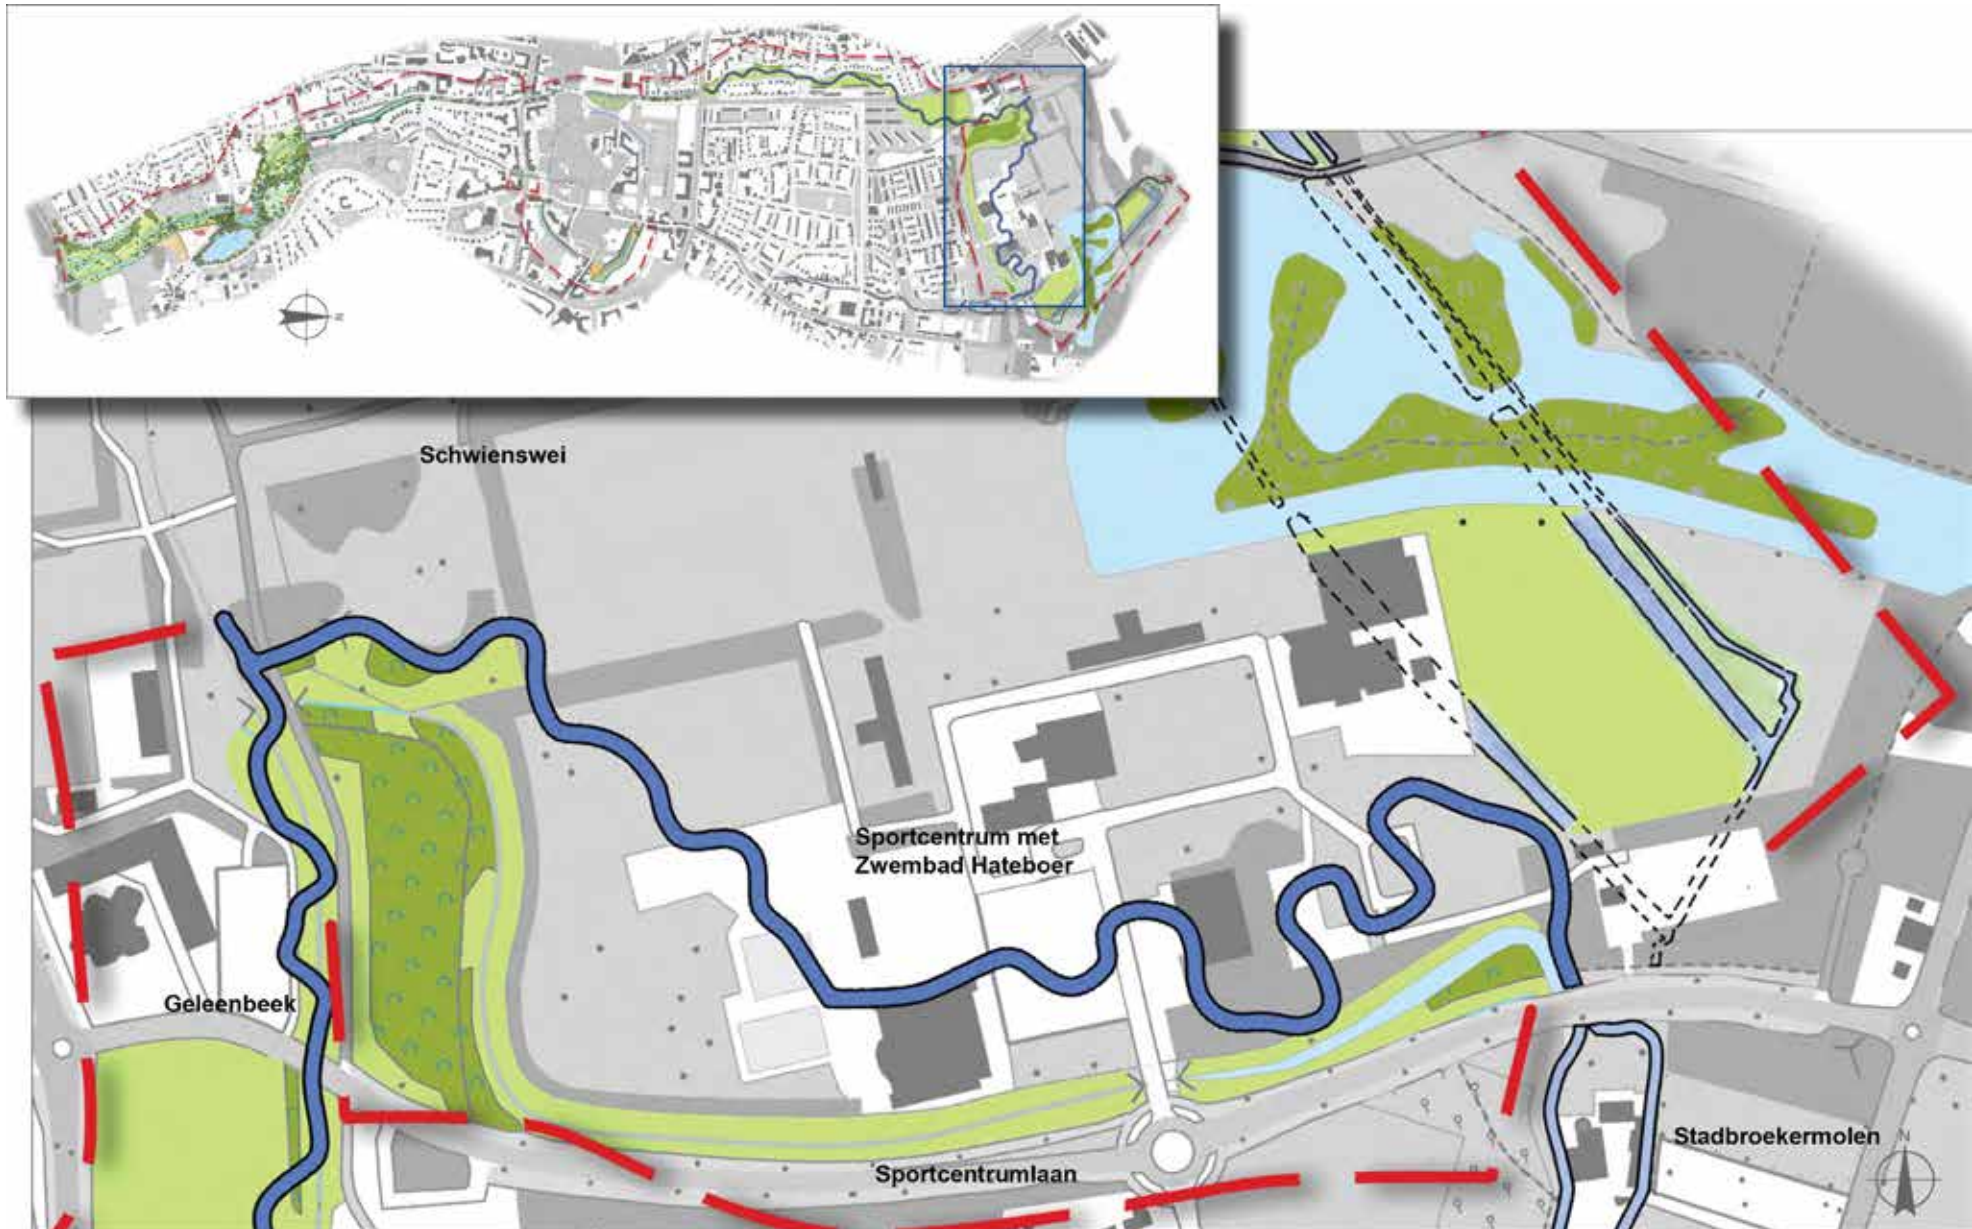 N
Schwienswei
Sportcentrum met
Zwembad Hateboer
Geleenbeek
Sportcentrumlaan
Stadbroekermolen
N